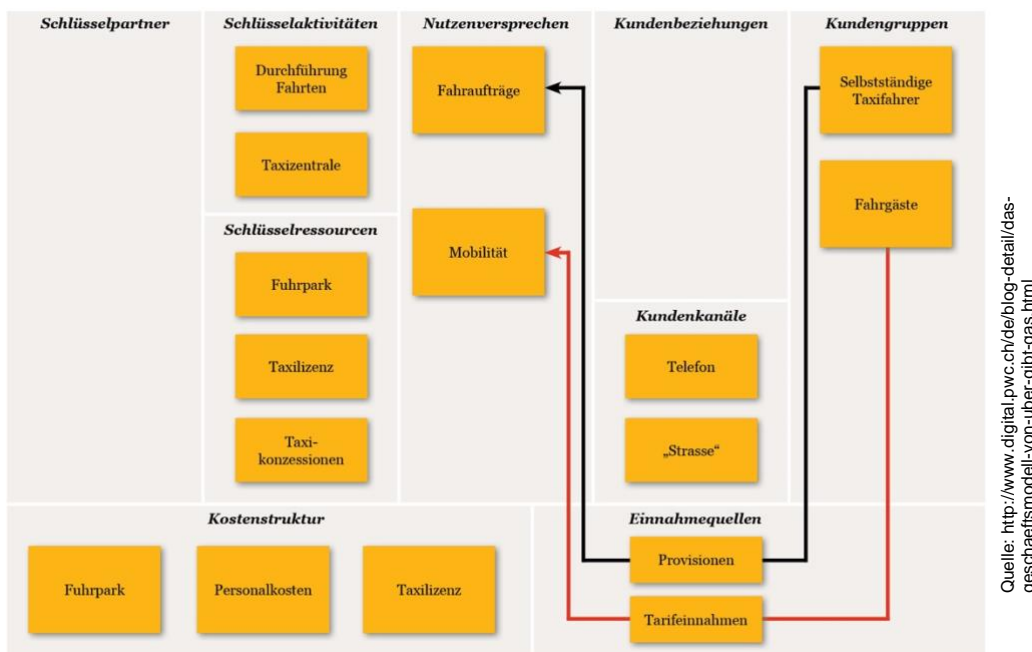 Schlüsselpartner
Schlüsselaktivitäten
Durchführung
Fahrten
Taxizentrale
Schlüsselressourcen
Fuhrpark
Taxilizenz
Taxi-
konzessionen
Nutzenversprechen
Fahraufträge
Mobilität
Kundenbeziehungen
Kundenkanäle
Telefon
„Strasse“
Kundengruppen
Selbstständige
Taxifahrer
Fahrgäste
Kostenstruktur
Fuhrpark
Personalkosten
Taxilizenz
Einnahmequellen
Provisionen
Tarifeinnahmen
Quelle: http://www.digital.pwc.ch/de/blog-detail/das-
geschaeftsmodell-von-uber-gibt-gas.html